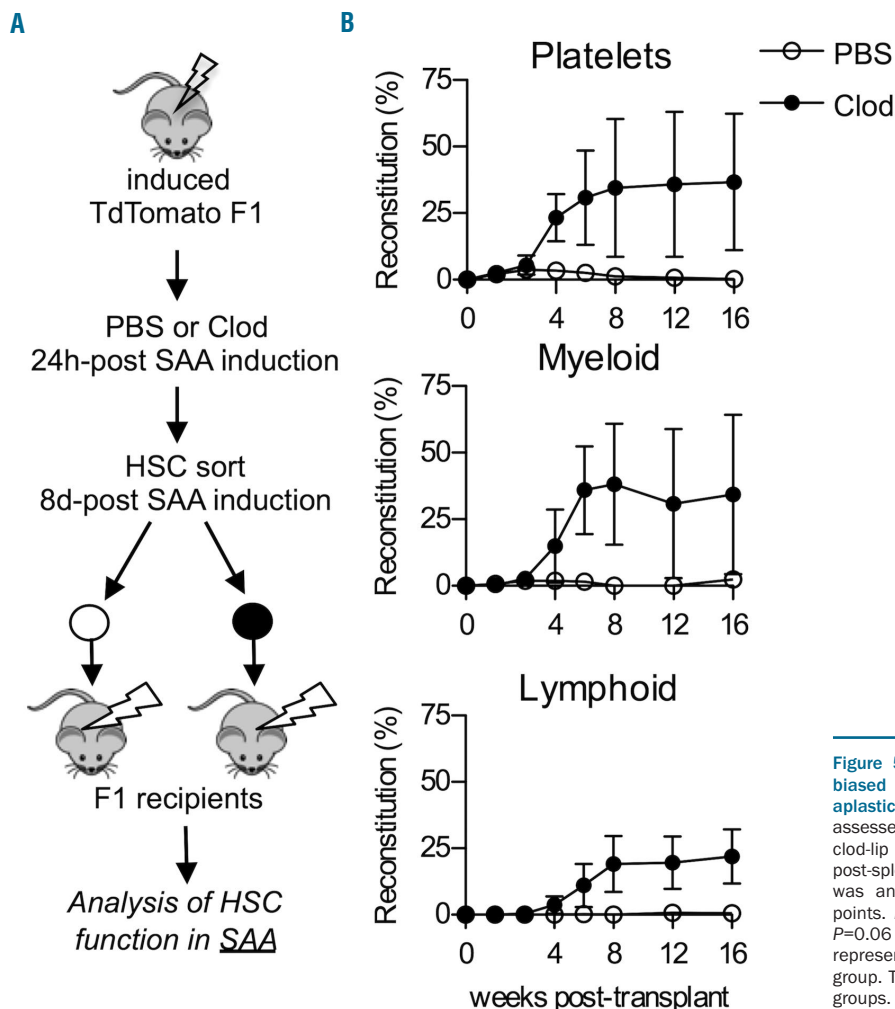 A
induced
TdTomato F1
PBS or Clod
24h-post SAA induction
HSC sort
8d-post SAA induction
F1 recipients
Analysis of HSC
function in SAA
B
Platelets
PBS
Clod
Reconstitution (%)
75
50
25
0
0 4 8 12 16
Myeloid
Reconstitution (%)
75
50
25
0
0 4 8 12 16
Lymphoid
Reconstitution (%)
75
50
25
0
0 4 8 12 16
weeks post-transplant
Figure
biased
aplastic
assesse
clod-lip
post-spl
was an
points.
P=0.06
represen
group. T
groups.